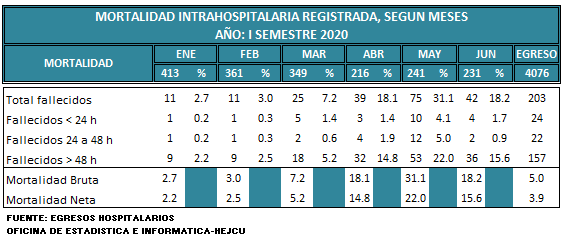 MORTALIDAD INTRAHOSPITALARIA REGISTRADA, SEGUN MESES
AÑO: I SEMESTRE 2020
MORTALIDAD ENE FEB MAR ABR MAY JUN EGRESO
413 % 361 % 349 % 216 % 241 % 231 % 4076
Total fallecidos 11 2.7 11 3.0 25 7.2 39 18.1 75 31.1 42 18.2 203
Fallecidos < 24 h 1 0.2 1 0.3 5 1.4 3 1.4 10 4.1 4 1.7 24
Fallecidos 24 a 48 h 1 0.2 1 0.3 2 0.6 4 1.9 12 5.0 2 0.9 22
Fallecidos > 48 h 9 2.2 9 2.5 18 5.2 32 14.8 53 22.0 36 15.6 157
Mortalidad Bruta 2.7 3.0 7.2 18.1 31.1 18.2 5.0
Mortalidad Neta 2.2 2.5 5.2 14.8 22.0 15.6 3.9
FUENTE: EGRESOS HOSPITALARIOS
OFICINA DE ESTADISTICA E INFORMATICA-HEJCU